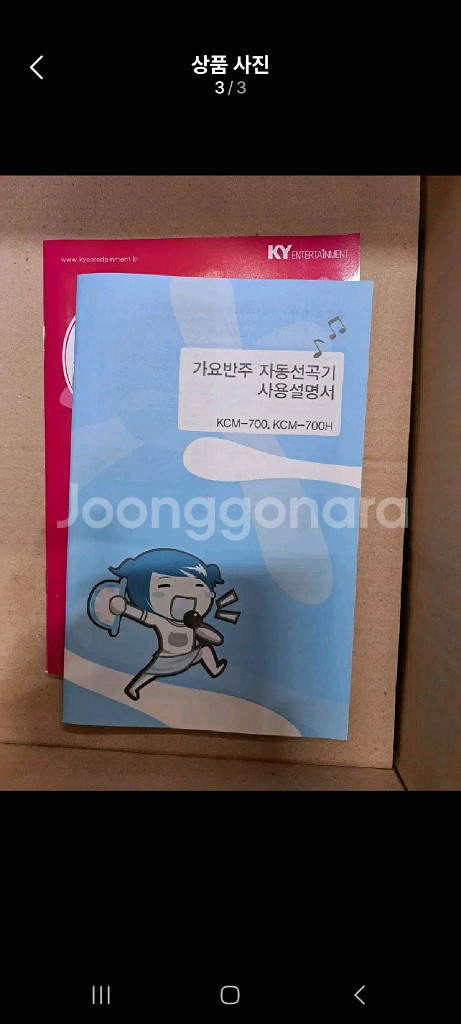 상품 사진
3/3
www.kyentertainment.kr
KY ENTERTAINMENT
가요반주 자동선곡기
사용설명서
KCM-700, KCM-700H
Joonggonara